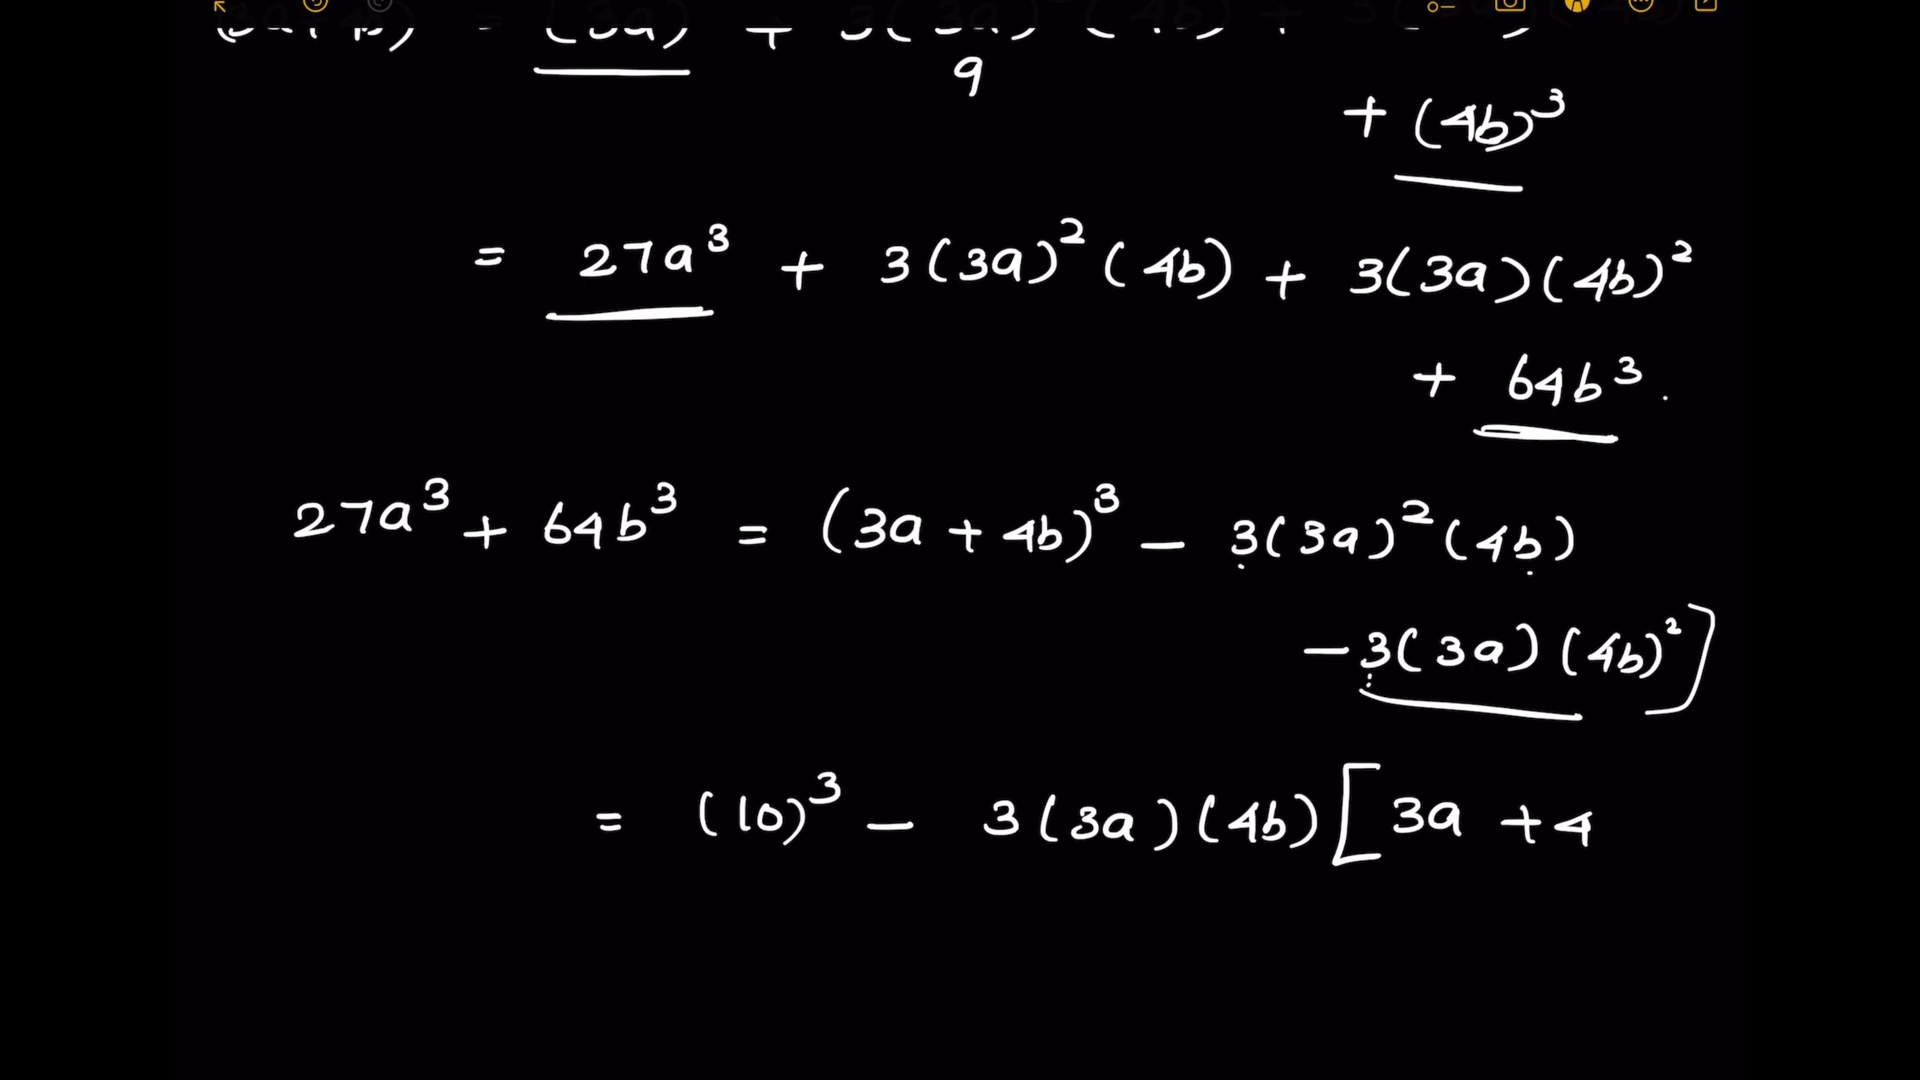 9
+ (4b)³
= 27a³ + 3(3a)²(4b) + 3(3a)(4b)²
+ 64b³.
27a³ + 64b³ = (3a + 4b)³ - 3(3a)²(4b)
- 3(3a)(4b)²]
= (10)³ - 3(3a)(4b)[3a + 4